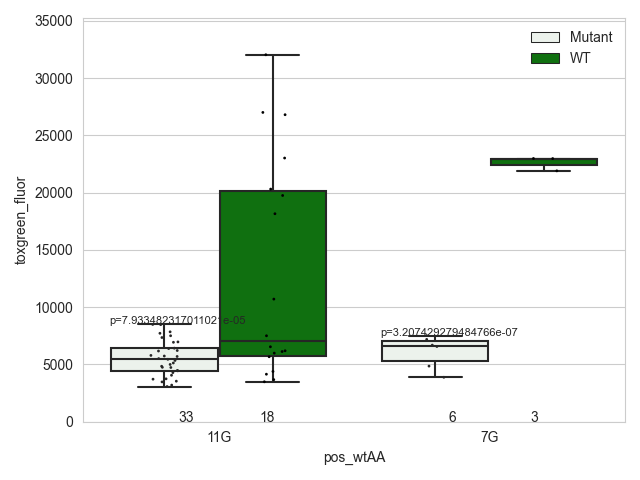 35000
Mutant
WT
30000
25000
20000
15000
10000
5000
0
toxgreen_fluor
p=7.933482317011021e-05
p=3.207429279484766e-07
33 18 6 3
11G 7G
pos_wtAA